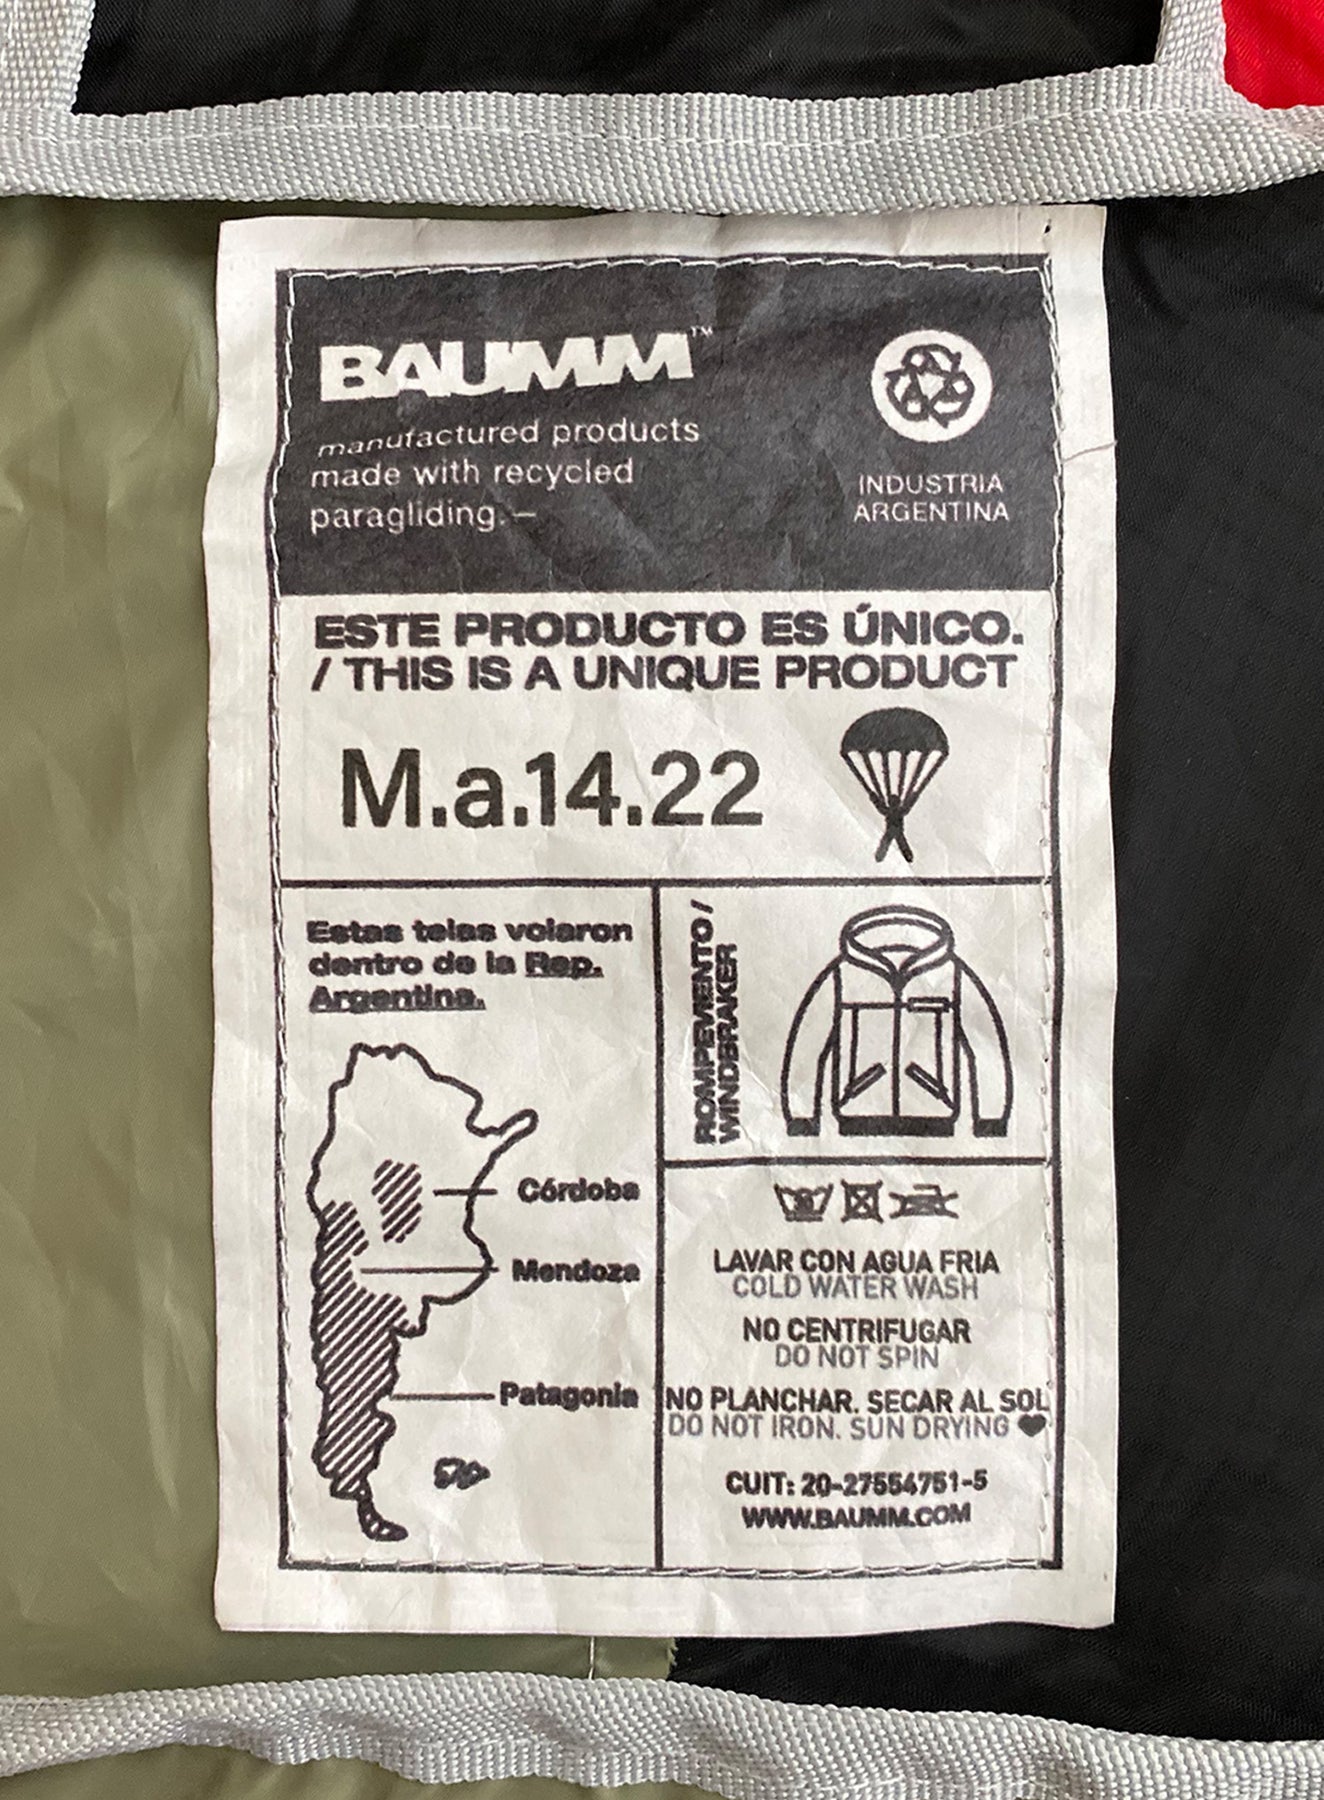 BAUMM™
manufactured products
made with recycled
paragliding.—
INDUSTRIA
ARGENTINA
ESTE PRODUCTO ES ÚNICO.
/ THIS IS A UNIQUE PRODUCT
M.a.14.22
Estas telas volaron
dentro de la Rep.
Argentina.
Córdoba
Mendoza
Patagonia
ROMPEVIENTO /
WINDBRAKER
LAVAR CON AGUA FRIA
COLD WATER WASH
NO CENTRIFUGAR
DO NOT SPIN
NO PLANCHAR. SECAR AL SOL
DO NOT IRON. SUN DRYING ♥
CUIT: 20-27554751-5
WWW.BAUMM.COM